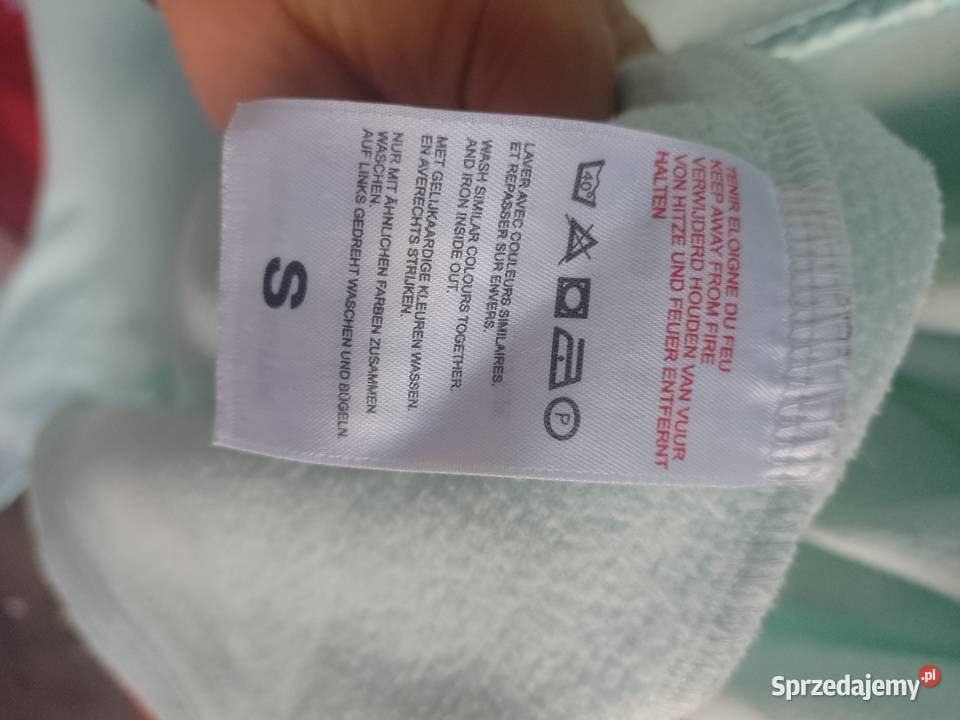 TENIR ELOIGNE DU FEU
KEEP AWAY FROM FIRE
VERWIJDERD HOUDEN VAN VUUR
VON HITZE UND FEUER ENTFERNT
HALTEN
40°
P
LAVER AVEC COULEURS SIMILAIRES.
ET REPASSER SUR ENVERS.
WASH SIMILAR COLOURS TOGETHER.
AND IRON INSIDE OUT.
MET GELIJKAARDIGE KLEUREN WASSEN.
EN AVERECHTS STRIJKEN.
NUR MIT ÄHNLICHEN FARBEN ZUSAMMEN
WASCHEN.
AUF LINKS GEDREHT WASCHEN UND BÜGELN.
S
Sprzedajemy.pl